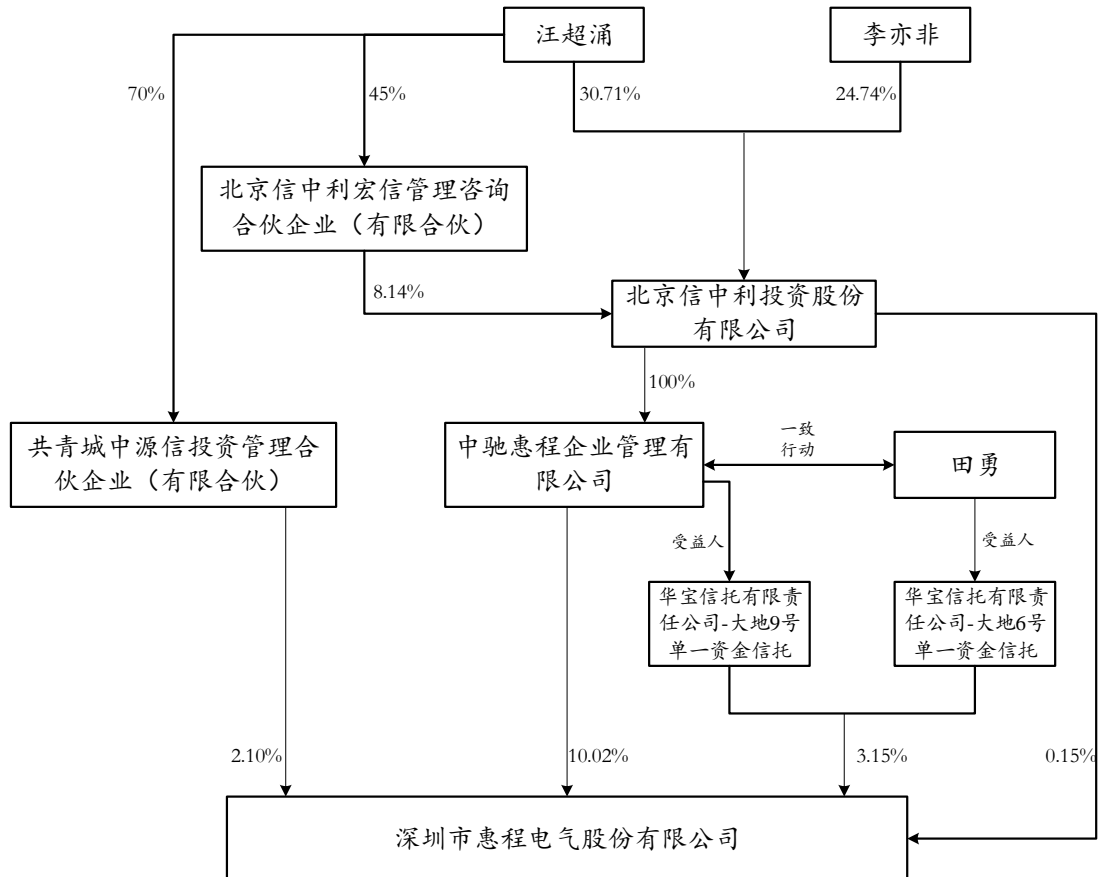 汪超涌
李亦非
70%
45%
30.71%
24.74%
北京信中利宏信管理咨询
合伙企业（有限合伙）
8.14%
北京信中利投资股份
有限公司
100%
共青城中源信投资管理合
伙企业（有限合伙）
中驰惠程企业管理有
限公司
一致
行动
田勇
受益人
受益人
华宝信托有限责
任公司-大地9号
单一资金信托
华宝信托有限责
任公司-大地6号
单一资金信托
2.10%
10.02%
3.15%
0.15%
深圳市惠程电气股份有限公司